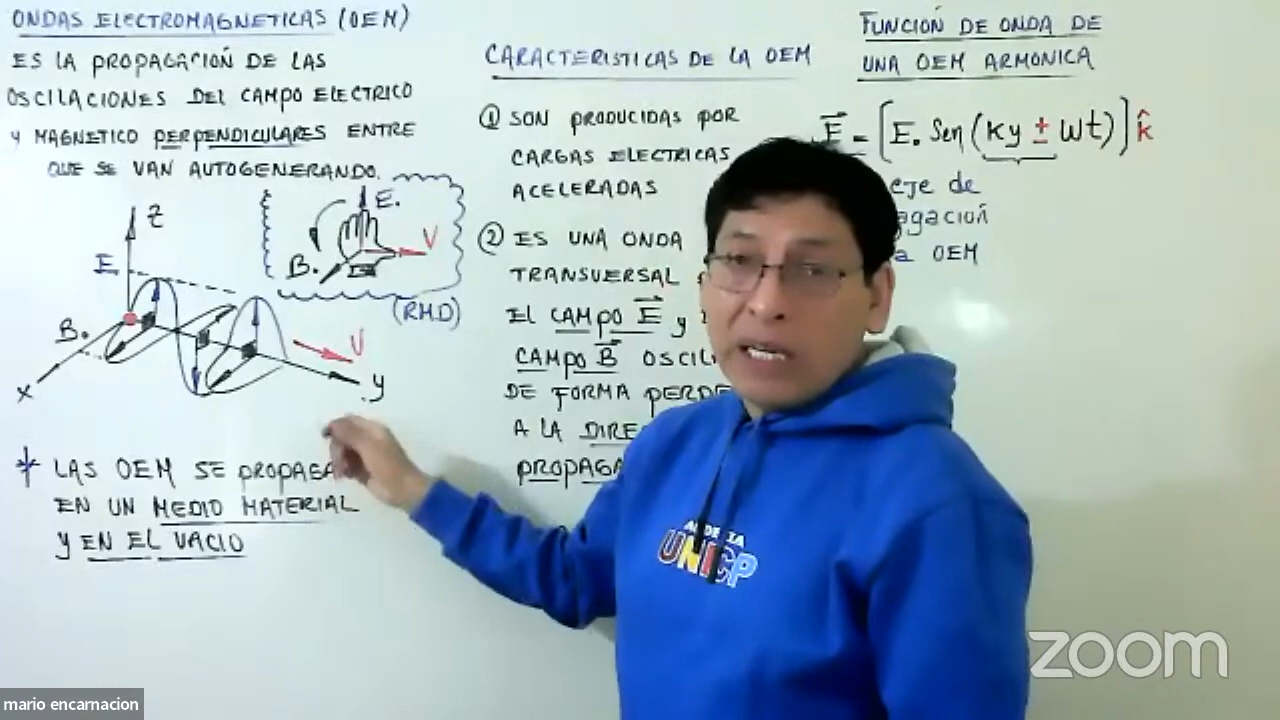 ONDAS ELECTROMAGNETICAS (OEM)
ES LA PROPAGACIÓN DE LAS
OSCILACIONES DEL CAMPO ELECTRICO
Y MAGNETICO PERPENDICULARES ENTRE
QUE SE VAN AUTOGENERANDO.
E.
V
B.
(R.M.D)
Z
E.
B.
X
V
y
* LAS OEM SE PROPAGA
EN UN MEDIO MATERIAL
Y EN EL VACIO
CARACTERISTICAS DE LA OEM
① SON PRODUCIDAS POR
CARGAS ELECTRICAS
ACELERADAS
② ES UNA ONDA
TRANSVERSAL
EL CAMPO E⃗ y
CAMPO B⃗ OSCIL
DE FORMA PERPE
A LA DIRE
PROPAGA
FUNCIÓN DE ONDA DE
UNA OEM ARMONICA
E⃗ = [E. Sen (Ky ± Wt)] k̂
eje de
agación
a OEM
UNICP
zoom
mario encarnacion